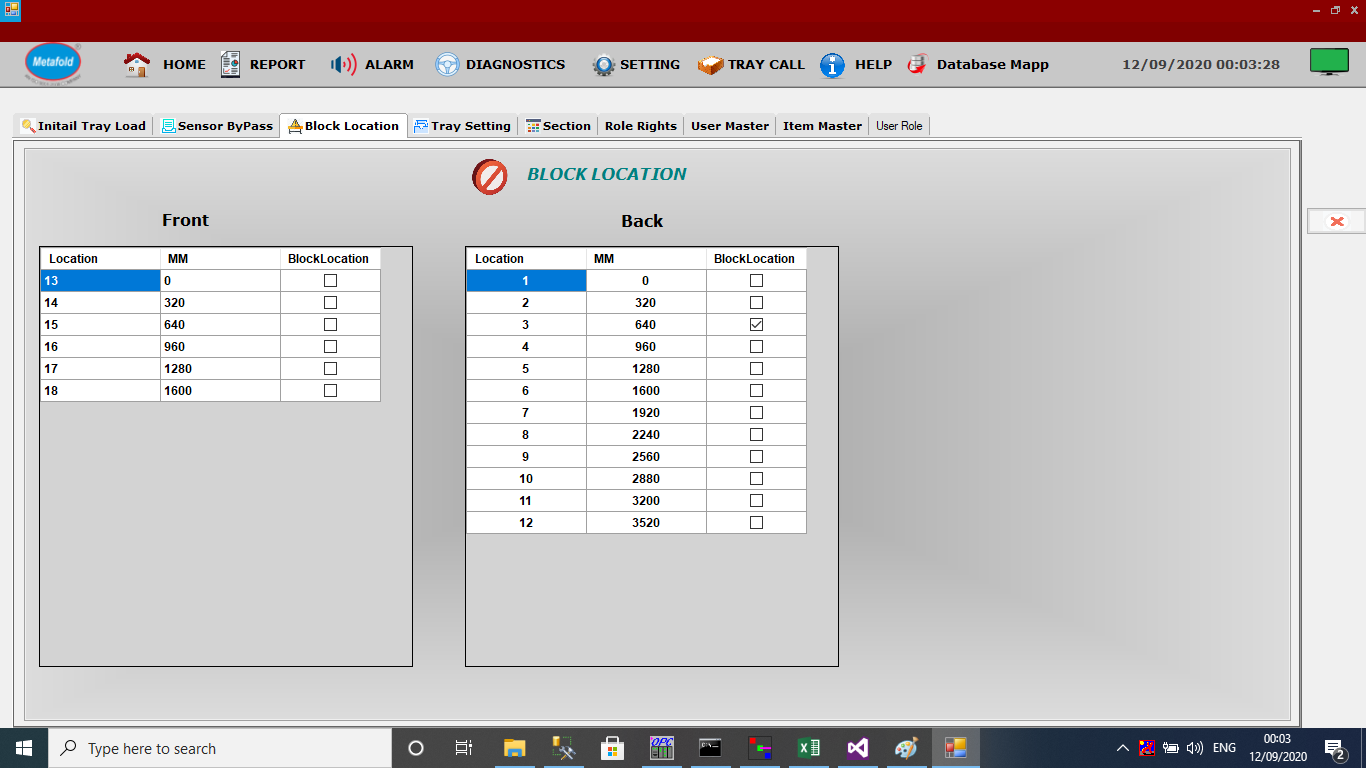 Metafold HOME REPORT ALARM DIAGNOSTICS SETTING TRAY CALL HELP Database Mapp 12/09/2020 00:03:28
Initail Tray Load Sensor ByPass Block Location Tray Setting Section Role Rights User Master Item Master User Role
BLOCK LOCATION
Front
Location MM BlockLocation
13 0
14 320
15 640
16 960
17 1280
18 1600
Back
Location MM BlockLocation
1 0
2 320
3 640
4 960
5 1280
6 1600
7 1920
8 2240
9 2560
10 2880
11 3200
12 3520
Type here to search
OPC
ENG
00:03
12/09/2020
2